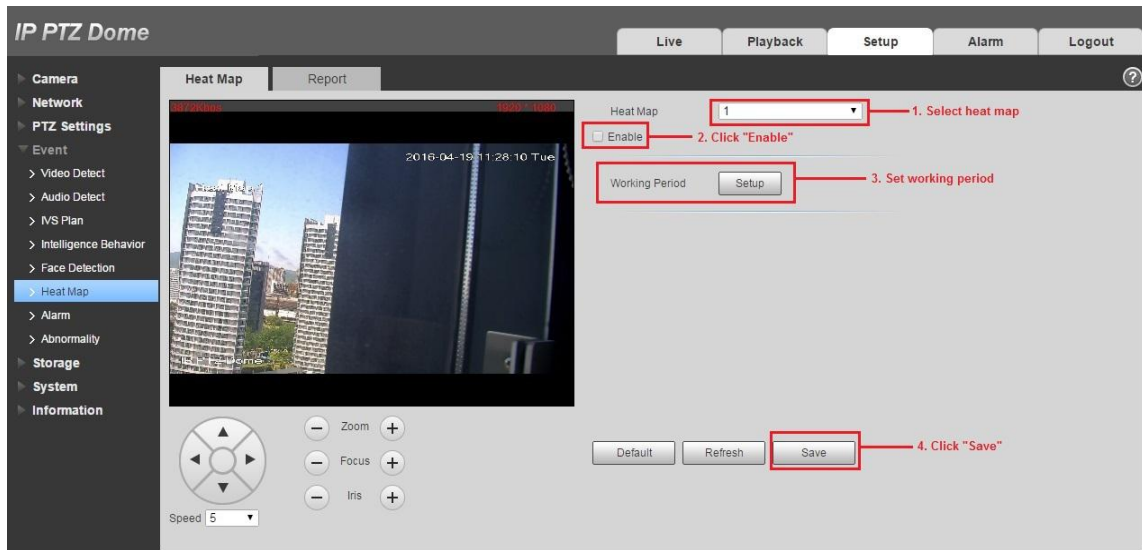 IP PTZ Dome
Live
Playback
Setup
Alarm
Logout
Camera
Network
PTZ Settings
Event
> Video Detect
> Audio Detect
> IVS Plan
> Intelligence Behavior
> Face Detection
> Heat Map
> Alarm
> Abnormality
Storage
System
Information
Heat Map
Report
?
1920 * 1080
2016-04-19 11:28:10 Tue
IP PTZ Dome
Zoom
Focus
Iris
Speed 5
Heat Map 1
1. Select heat map
Enable
2. Click "Enable"
Working Period Setup
3. Set working period
Default Refresh Save
4. Click "Save"